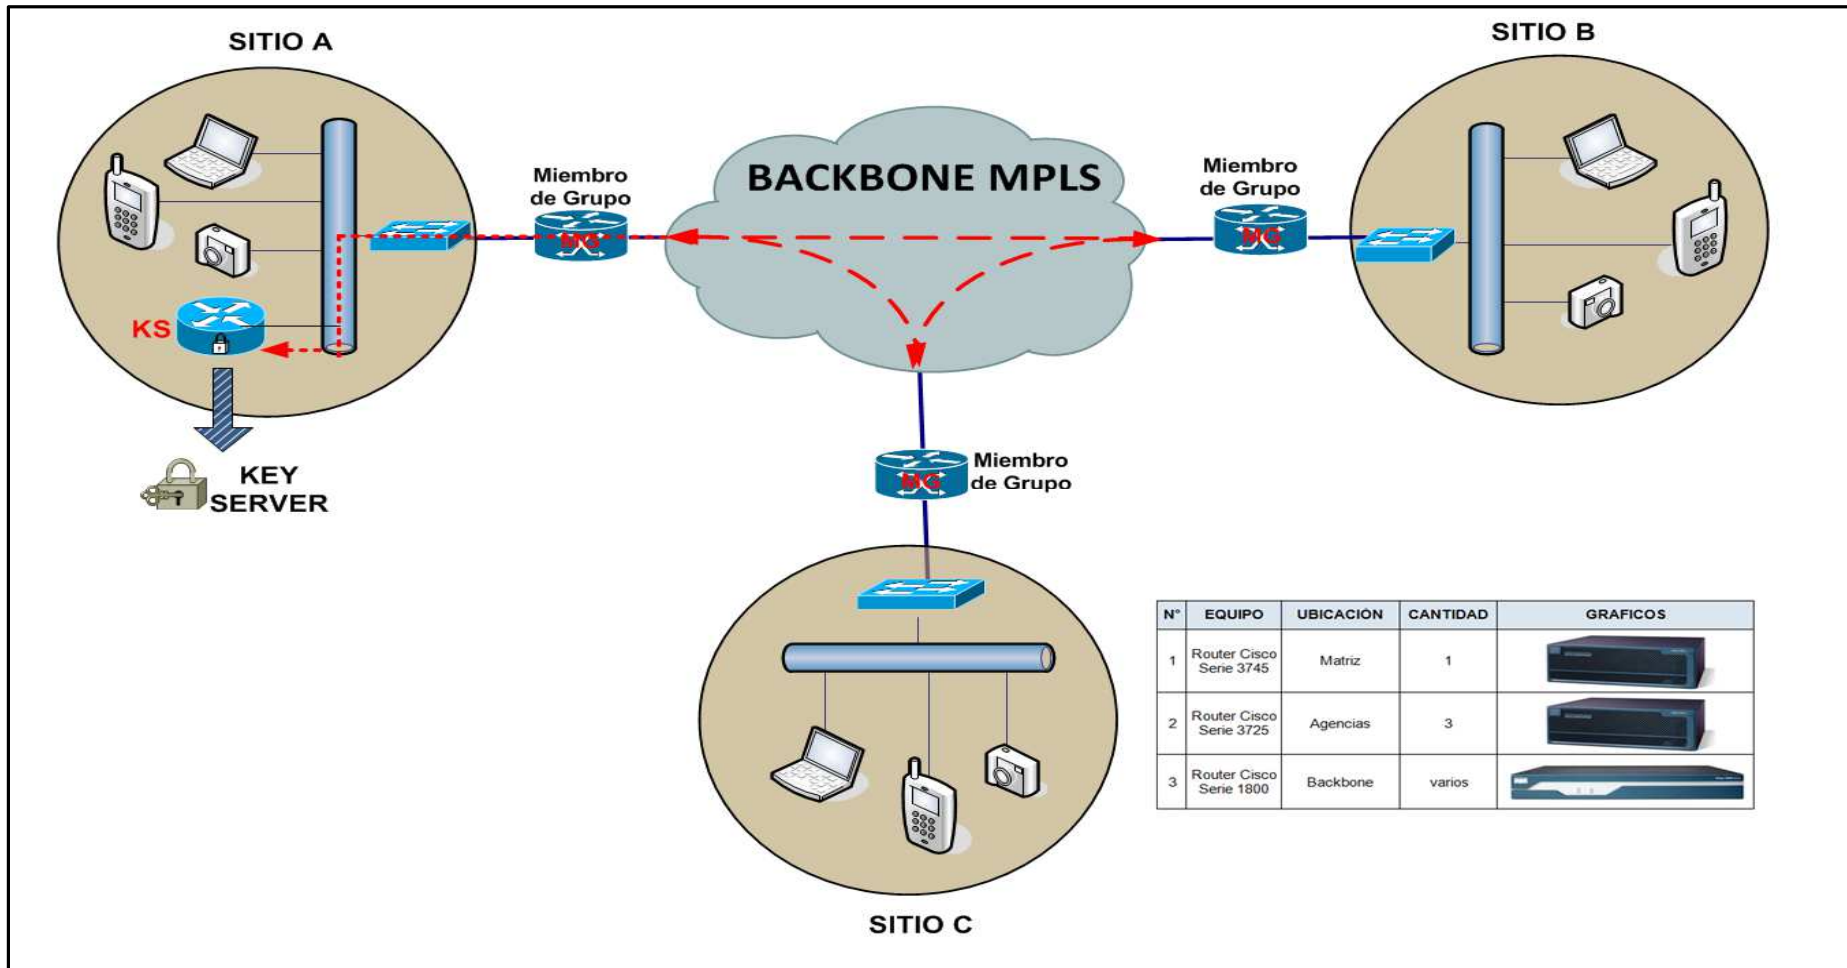 SITIO A
SITIO B
Miembro
de Grupo
MG
BACKBONE MPLS
Miembro
de Grupo
MG
KS
KEY
SERVER
MG
Miembro
de Grupo
SITIO C
N° EQUIPO UBICACIÓN CANTIDAD GRAFICOS
1 Router Cisco Serie 3745 Matriz 1
2 Router Cisco Serie 3725 Agencias 3
3 Router Cisco Serie 1800 Backbone varios